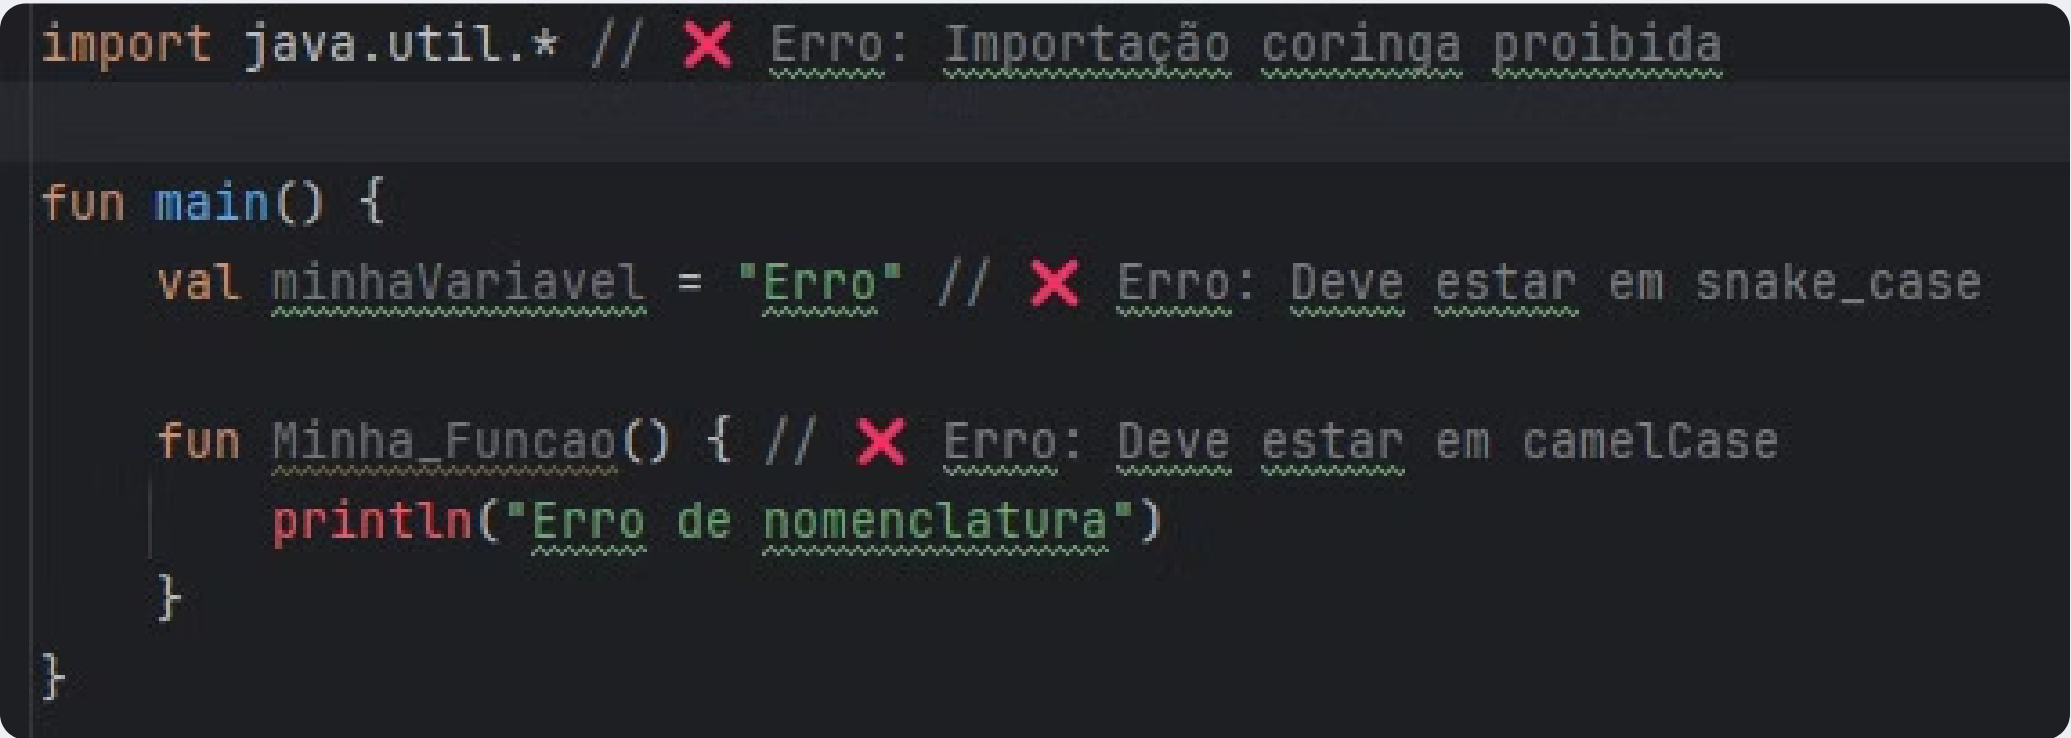 import java.util.* // ❌ Erro: Importação coringa proibida
fun main() {
val minhaVariavel = "Erro" // ❌ Erro: Deve estar em snake_case
fun Minha_Funcao() { // ❌ Erro: Deve estar em camelCase
println("Erro de nomenclatura")
}
}